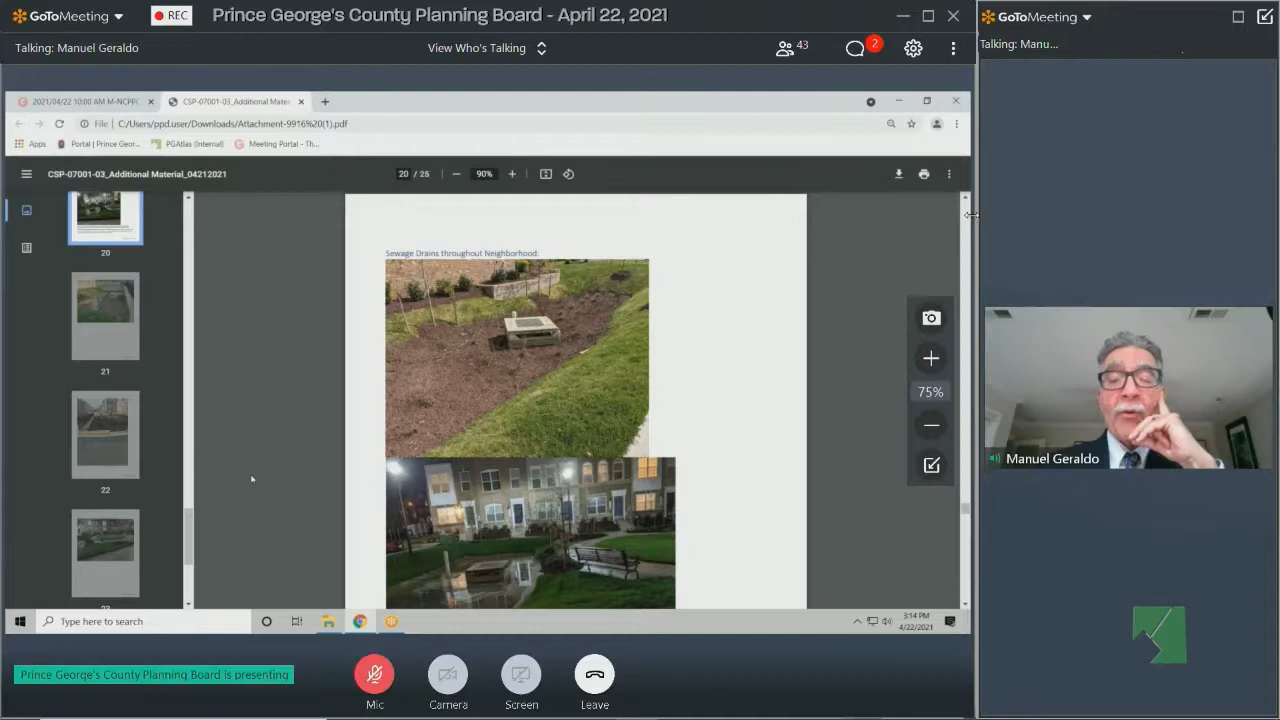 GoToMeeting
REC
Prince George's County Planning Board - April 22, 2021
GoToMeeting
Talking: Manuel Geraldo
View Who's Talking
43
2
Talking: Manu...
2021/04/22 10:00 AM M-NCPPC
CSP-07001-03_Additional Mater
File
C:/Users/ppd.user/Downloads/Attachment-9916%20(1).pdf
Apps
Portal | Prince Geor...
PGAtlas (Internal)
Meeting Portal - Th...
CSP-07001-03_Additional Material_04212021
20 / 25
90%
20
21
22
23
Sewage Drains throughout Neighborhood:
75%
Manuel Geraldo
Type here to search
3:14 PM
4/22/2021
Prince George's County Planning Board is presenting
Mic
Camera
Screen
Leave